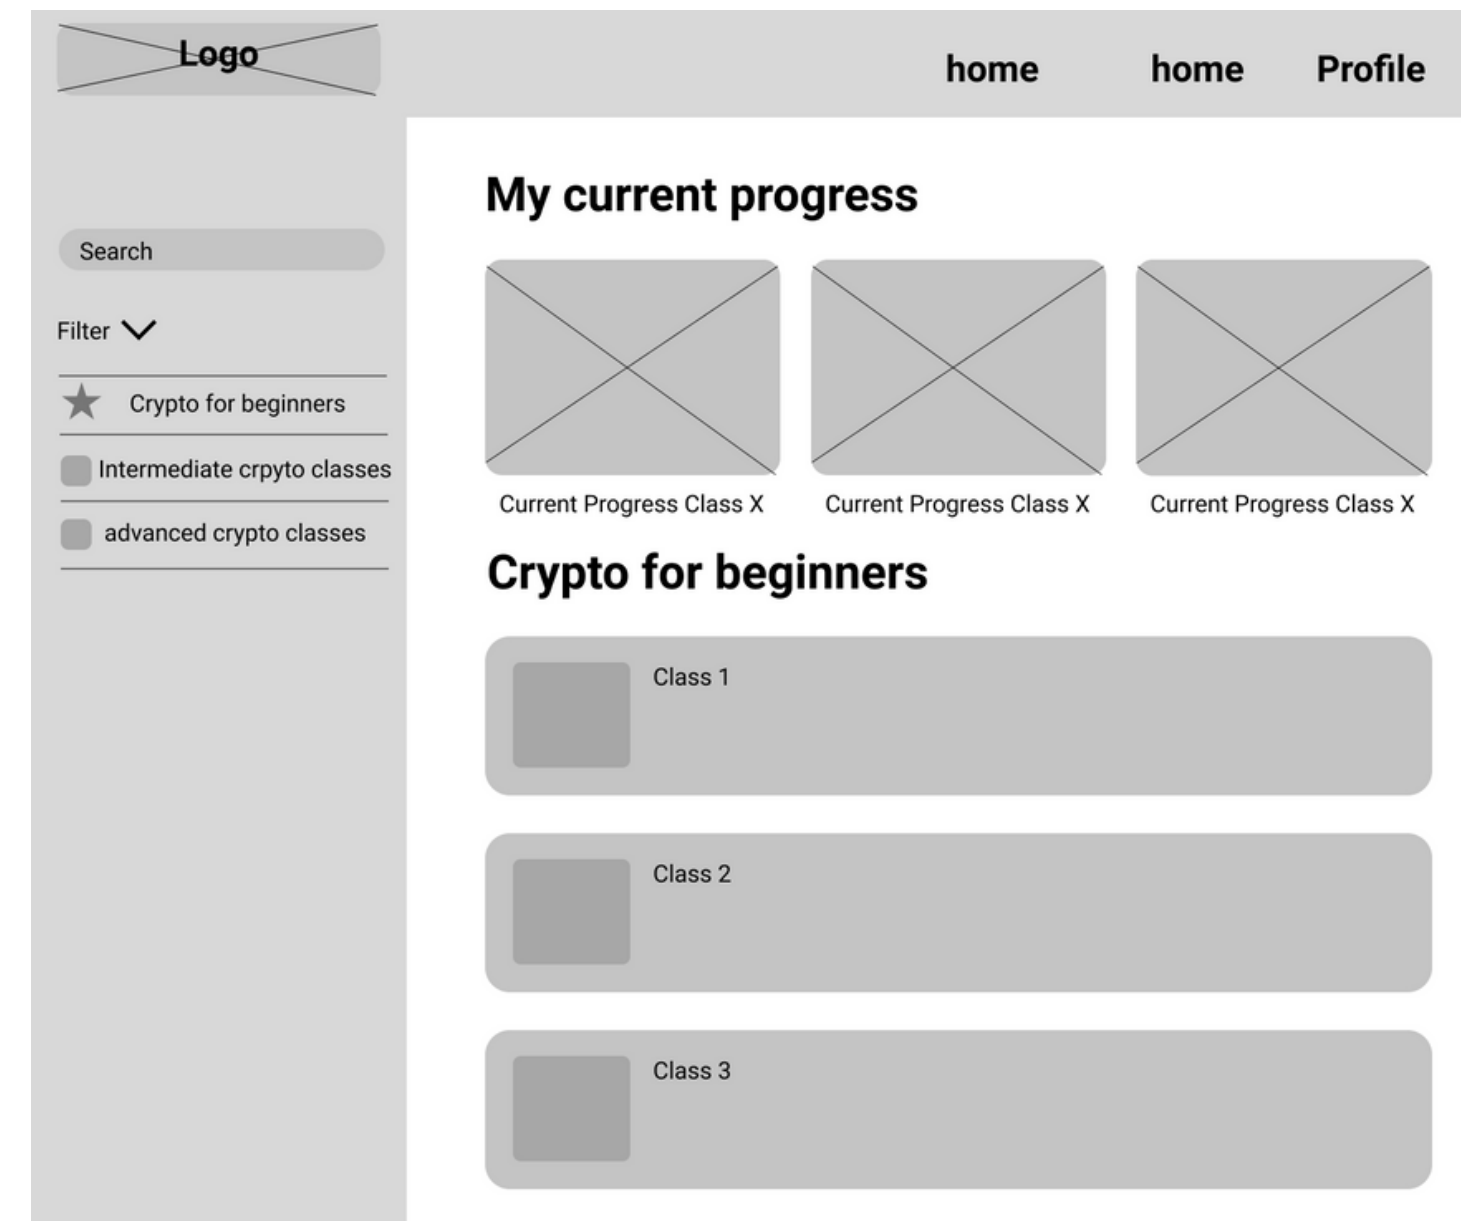 Logo
home
home
Profile
Search
Filter
Crypto for beginners
Intermediate crpyto classes
advanced crypto classes
My current progress
Current Progress Class X
Current Progress Class X
Current Progress Class X
Crypto for beginners
Class 1
Class 2
Class 3